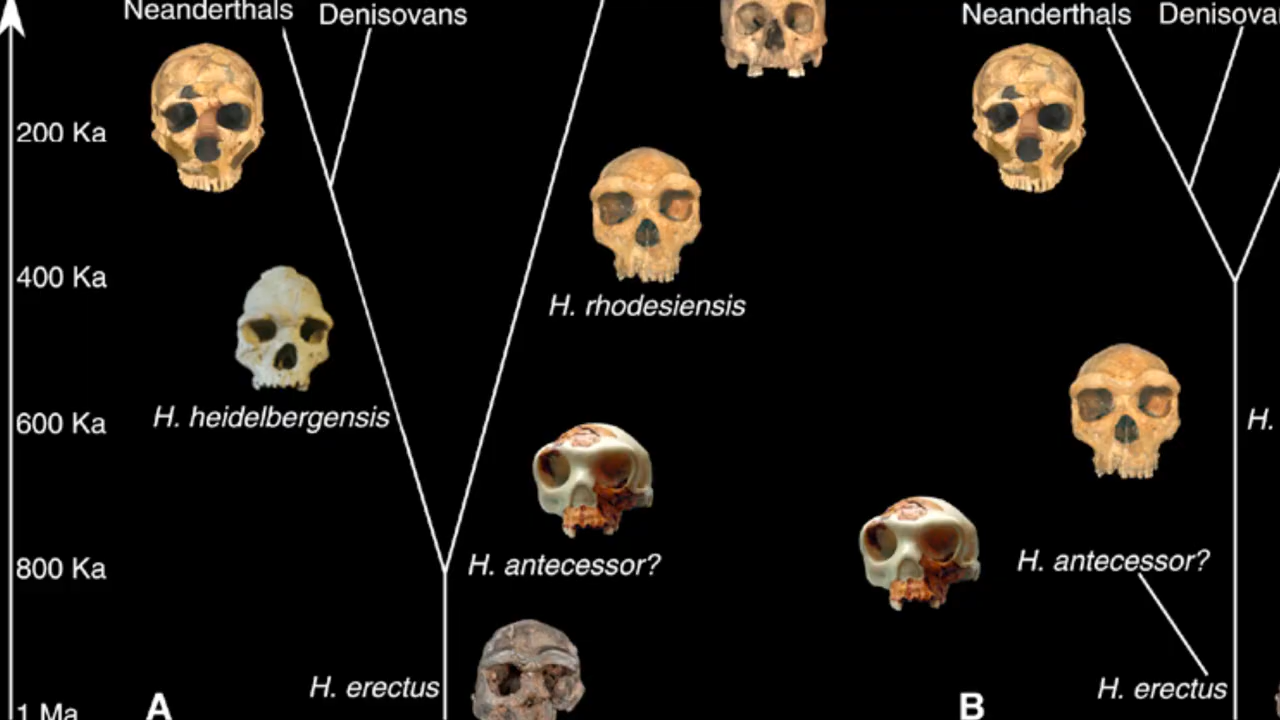 Neanderthals Denisovans
Neanderthals Denisova
200 Ka
400 Ka
H. rhodesiensis
H. heidelbergensis
600 Ka
H.
H. antecessor?
800 Ka
H. antecessor?
H. erectus
H. erectus
1 Ma
A
B